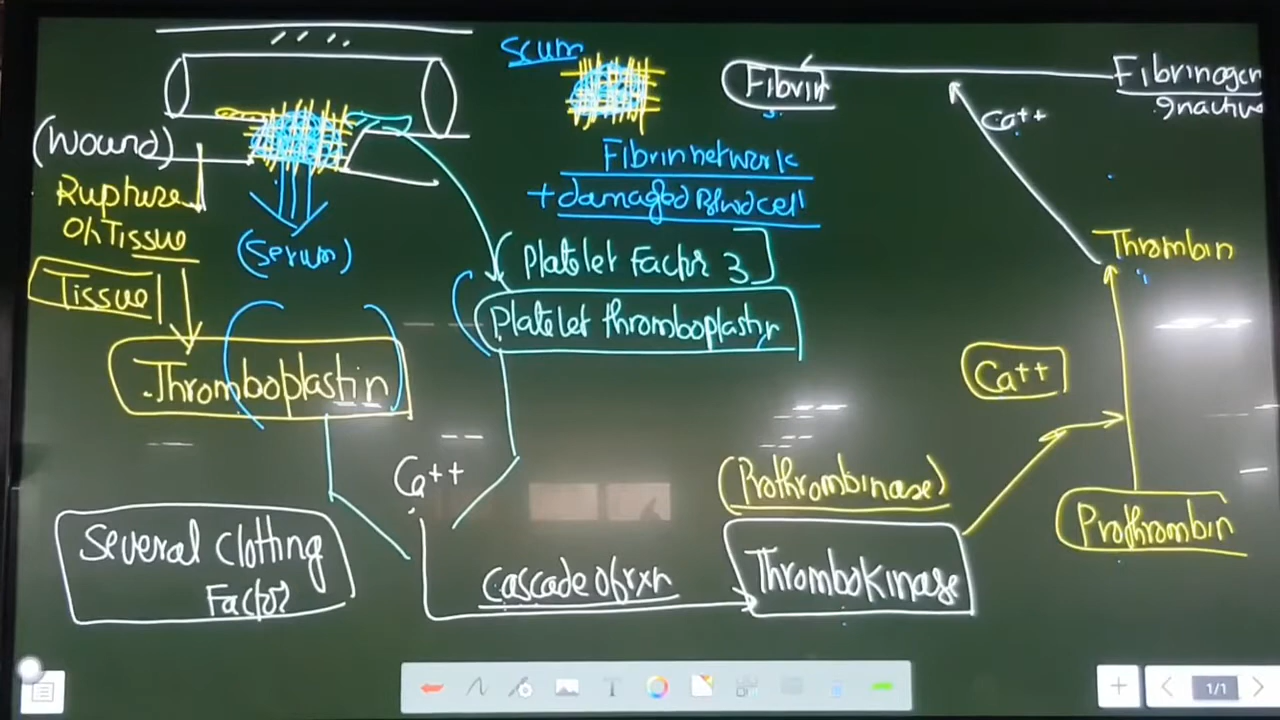 Scum
Fibrin
Fibrinogen
Inactive
Ca++
(Wound)
Fibrin network
+ damaged Blood cell
Rupture
Of Tissue
(Serum)
[Platelet Factor 3]
Thrombin
Tissue
Platelet thromboplastin
Thromboplastin
Ca++
Ca++
(Prothrombinase)
Prothrombin
Several Clotting
Factor
Cascade of rxn
Thrombokinase
1/1